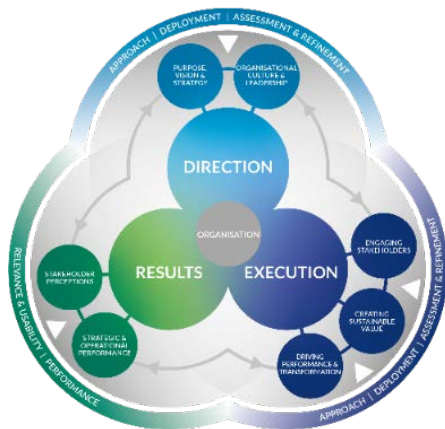 APPROACH | DEPLOYMENT | ASSESSMENT & REFINEMENT
PURPOSE,
VISION &
STRATEGY
ORGANISATIONAL
CULTURE &
LEADERSHIP
DIRECTION
ORGANISATION
RESULTS
EXECUTION
STAKEHOLDER
PERCEPTIONS
STRATEGIC
& OPERATIONAL
PERFORMANCE
ENGAGING
STAKEHOLDERS
CREATING
SUSTAINABLE
VALUE
DRIVING
PERFORMANCE &
TRANSFORMATION
RELEVANCE & USABILITY | PERFORMANCE
APPROACH | DEPLOYMENT | ASSESSMENT & REFINEMENT